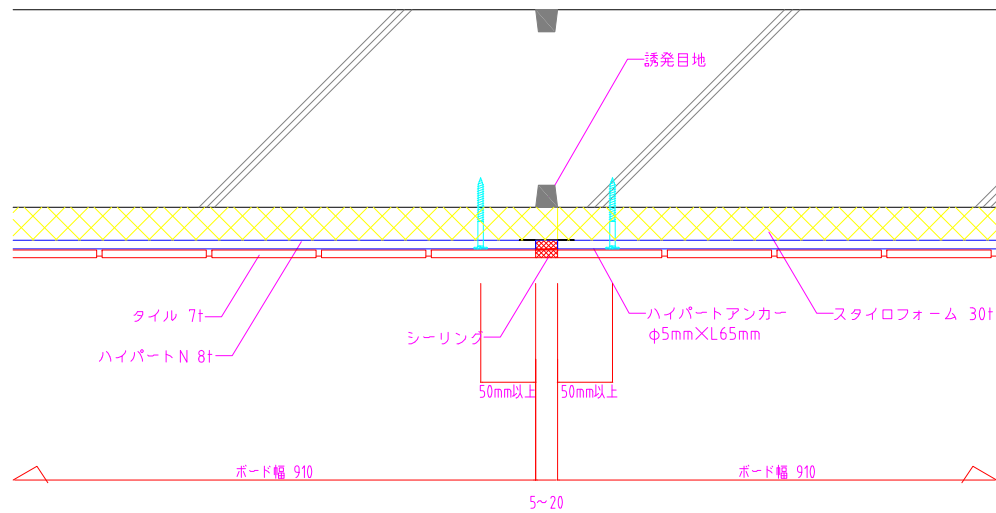 誘発目地
タイル 7t
ハイパートN 8t
シーリング
ハイパートアンカー
φ5mm×L65mm
スタイロフォーム 30t
50mm以上
50mm以上
ボード幅 910
ボード幅 910
5~20